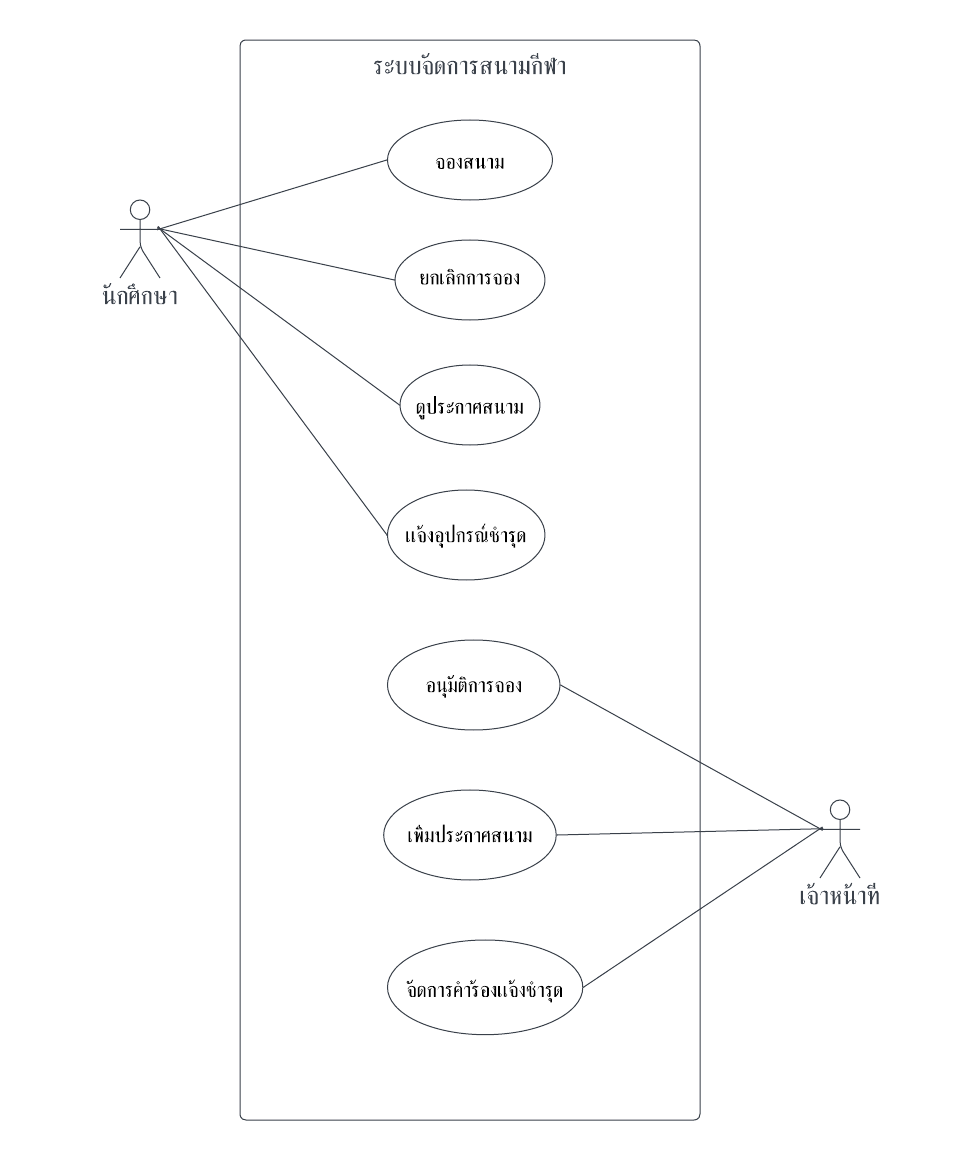 ระบบจัดการสนามกีฬา
จองสนาม
นักศึกษา
ยกเลิกการจอง
ดูประกาศสนาม
แจ้งอุปกรณ์ชำรุด
อนุมัติการจอง
เพิ่มประกาศสนาม
เจ้าหน้าที่
จัดการคำร้องแจ้งชำรุด